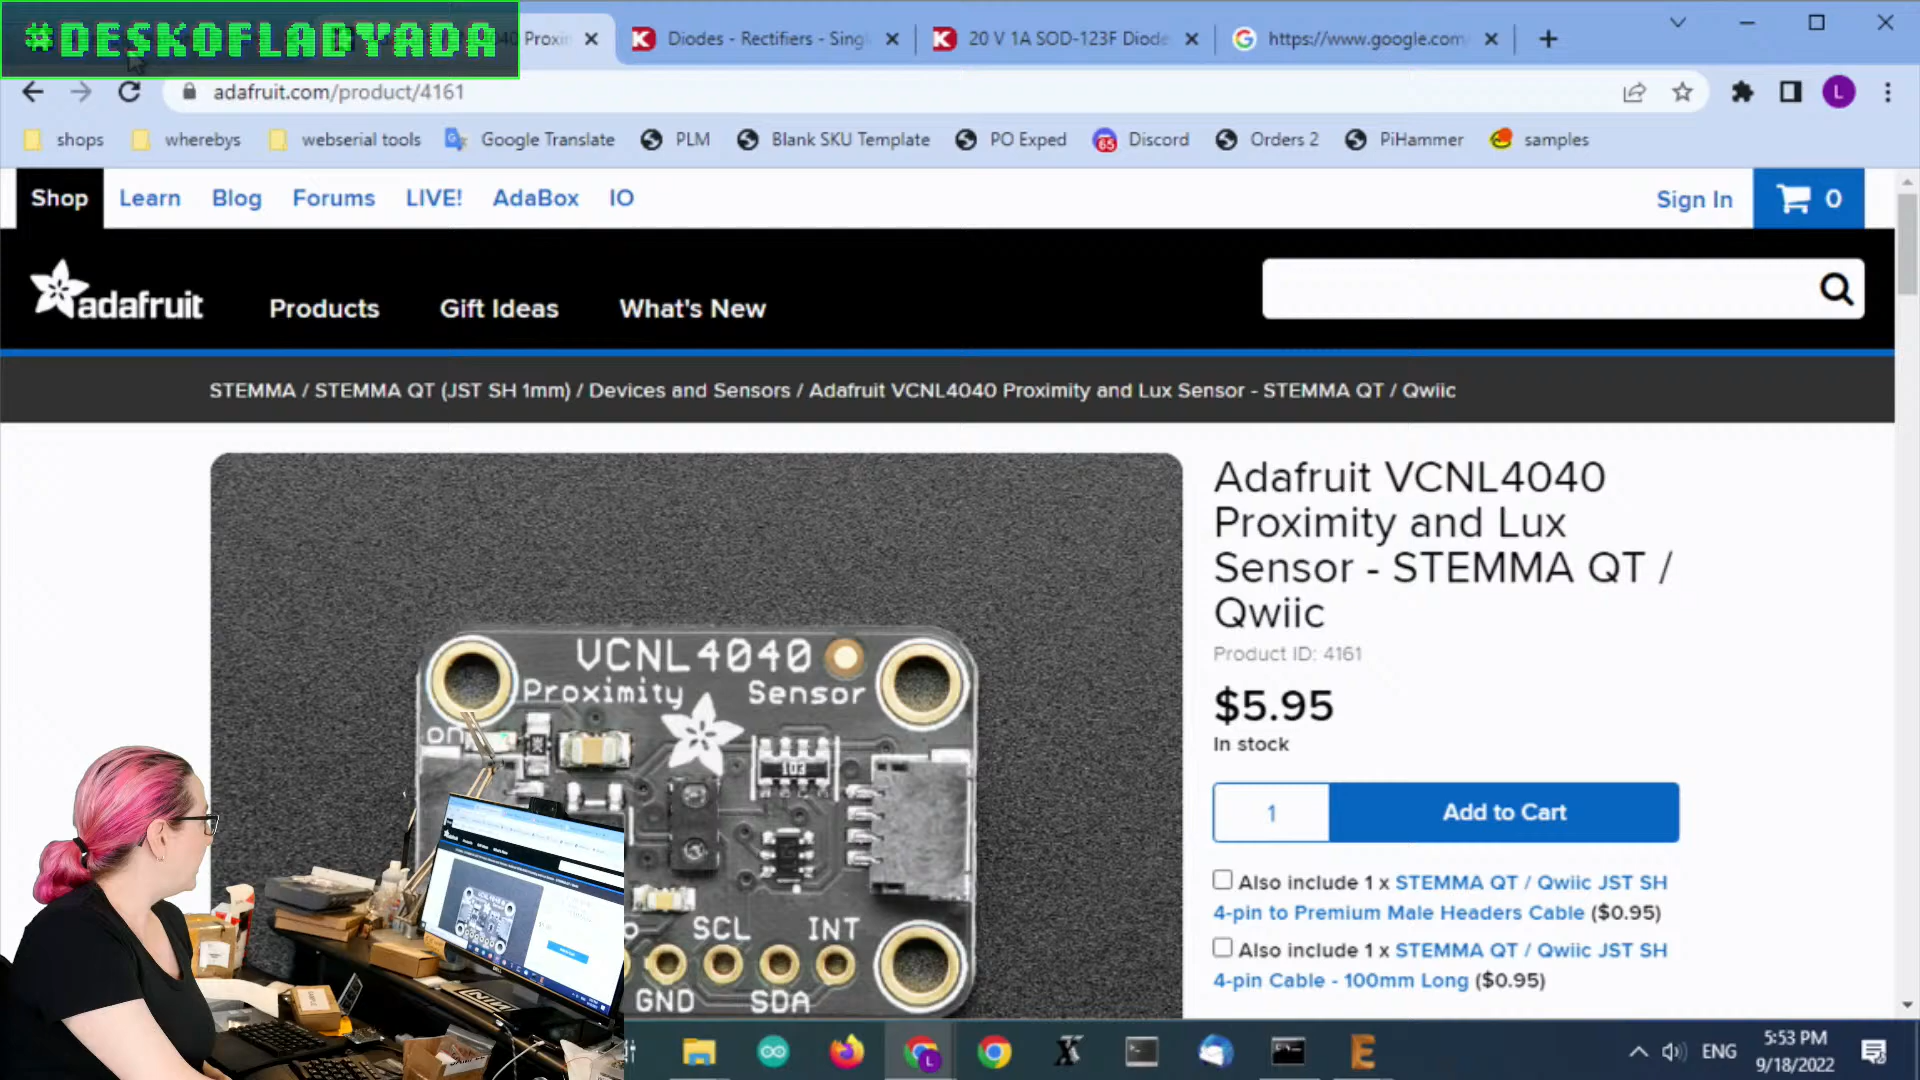 #DESKOFLADYADA
Proxim
Diodes - Rectifiers - Singl
20 V 1A SOD-123F Diode
https://www.google.com
adafruit.com/product/4161
L
shops
whereby
webserial tools
Google Translate
PLM
Blank SKU Template
PO Exped
65
Discord
Orders 2
PiHammer
samples
Shop
Learn
Blog
Forums
LIVE!
AdaBox
IO
Sign In
0
adafruit
Products
Gift Ideas
What's New
STEMMA / STEMMA QT (JST SH 1mm) / Devices and Sensors / Adafruit VCNL4040 Proximity and Lux Sensor - STEMMA QT / Qwiic
VCNL4040
Proximity Sensor
on
103
SCL
INT
GND
SDA
Adafruit VCNL4040
Proximity and Lux
Sensor - STEMMA QT /
Qwiic
Product ID: 4161
$5.95
In stock
1
Add to Cart
Also include 1 x STEMMA QT / Qwiic JST SH
4-pin to Premium Male Headers Cable ($0.95)
Also include 1 x STEMMA QT / Qwiic JST SH
4-pin Cable - 100mm Long ($0.95)
ENG
5:53 PM
9/18/2022